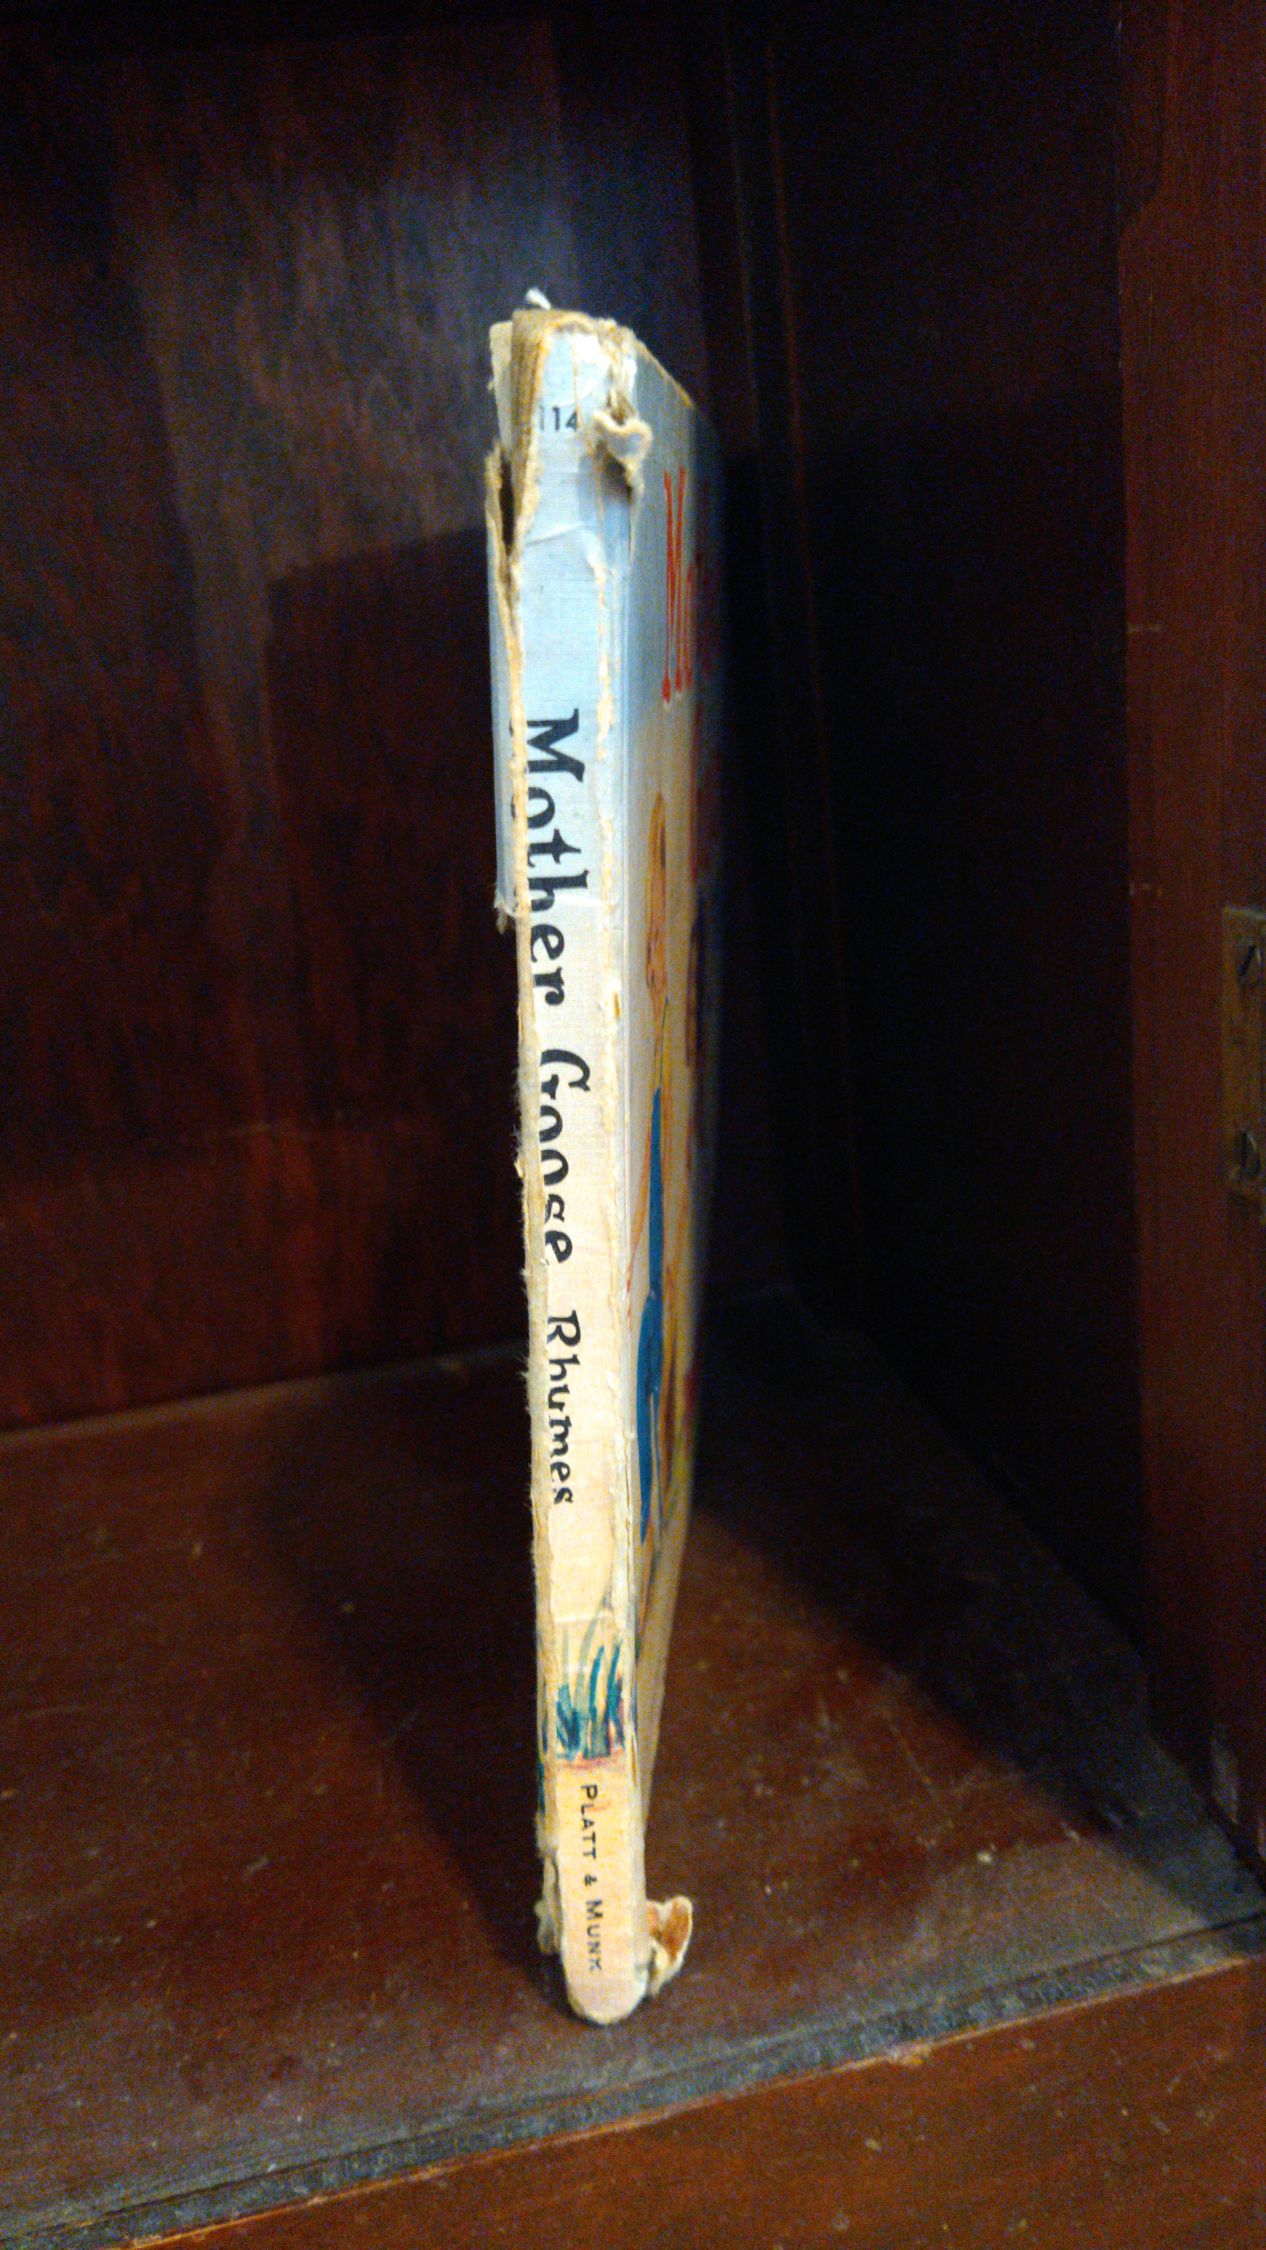 114
Mother Goose Rhymes
PLATT & MUNK
M